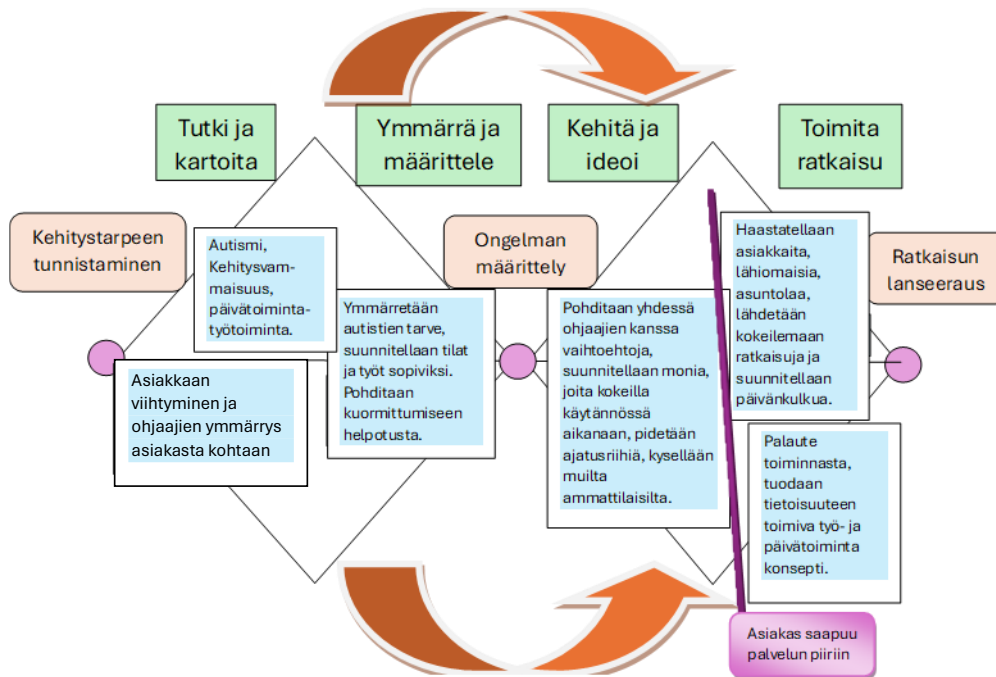 Tutki ja
kartoita
Ymmärrä ja
määrittele
Kehitä ja
ideoi
Toimita
ratkaisu
Kehitystarpeen
tunnistaminen
Autismi,
Kehitysvam-
maisuus,
päivätoiminta-
työtoiminta.
Asiakkaan
viihtyminen ja
ohjaajien ymmärrys
asiakasta kohtaan
Ymmärretään
autistien tarve,
suunnitellaan tilat
ja työt sopiviksi.
Pohditaan
kuormittumiseen
helpotusta.
Ongelman
määrittely
Pohditaan yhdessä
ohjaajien kanssa
vaihtoehtoja,
suunnitellaan monia,
joita kokeilla
käytännössä
aikanaan, pidetään
ajatusriihiä, kysellään
muilta
ammattilaisilta.
Haastatellaan
asiakkaita,
lähiomaisia,
asuntolaa,
lähdetään
kokeilemaan
ratkaisuja ja
suunnitellaan
päivänkulkua.
Ratkaisun
lanseeraus
Palaute
toiminnasta,
tuodaan
tietoisuuteen
toimiva työ- ja
päivätoiminta
konsepti.
Asiakas saapuu
palvelun piiriin